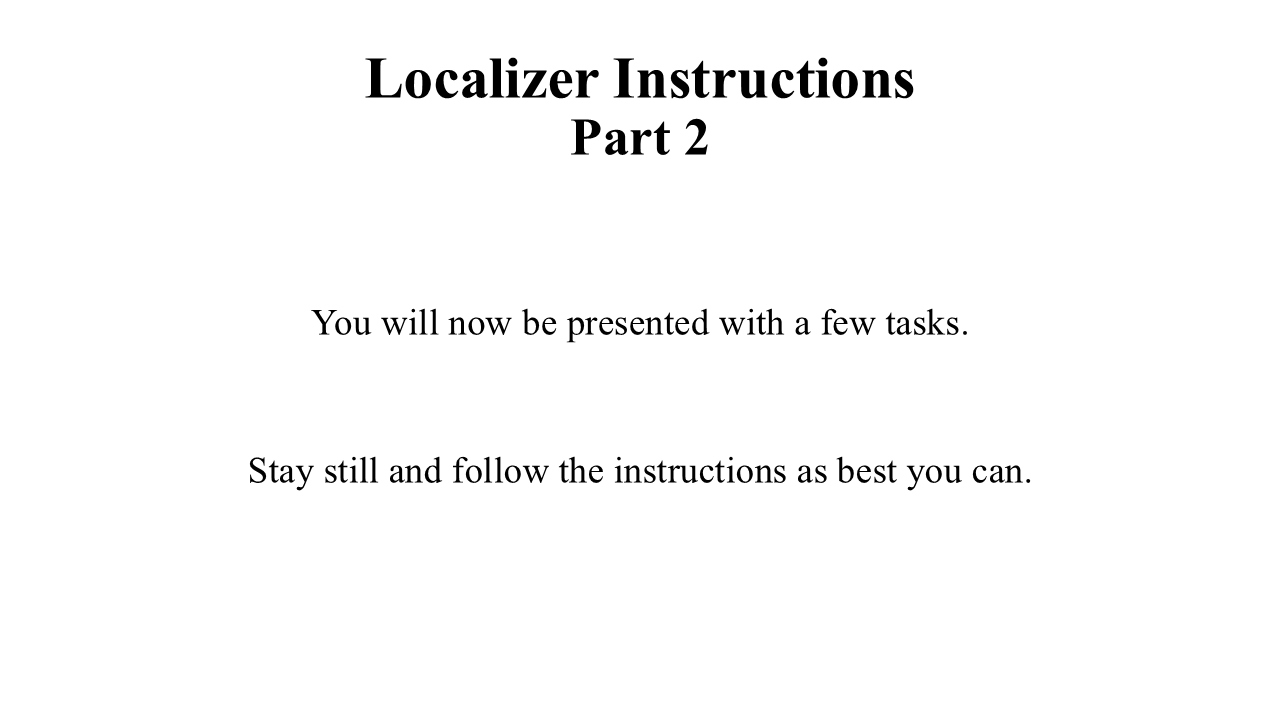 Localizer Instructions
Part 2
You will now be presented with a few tasks.
Stay still and follow the instructions as best you can.